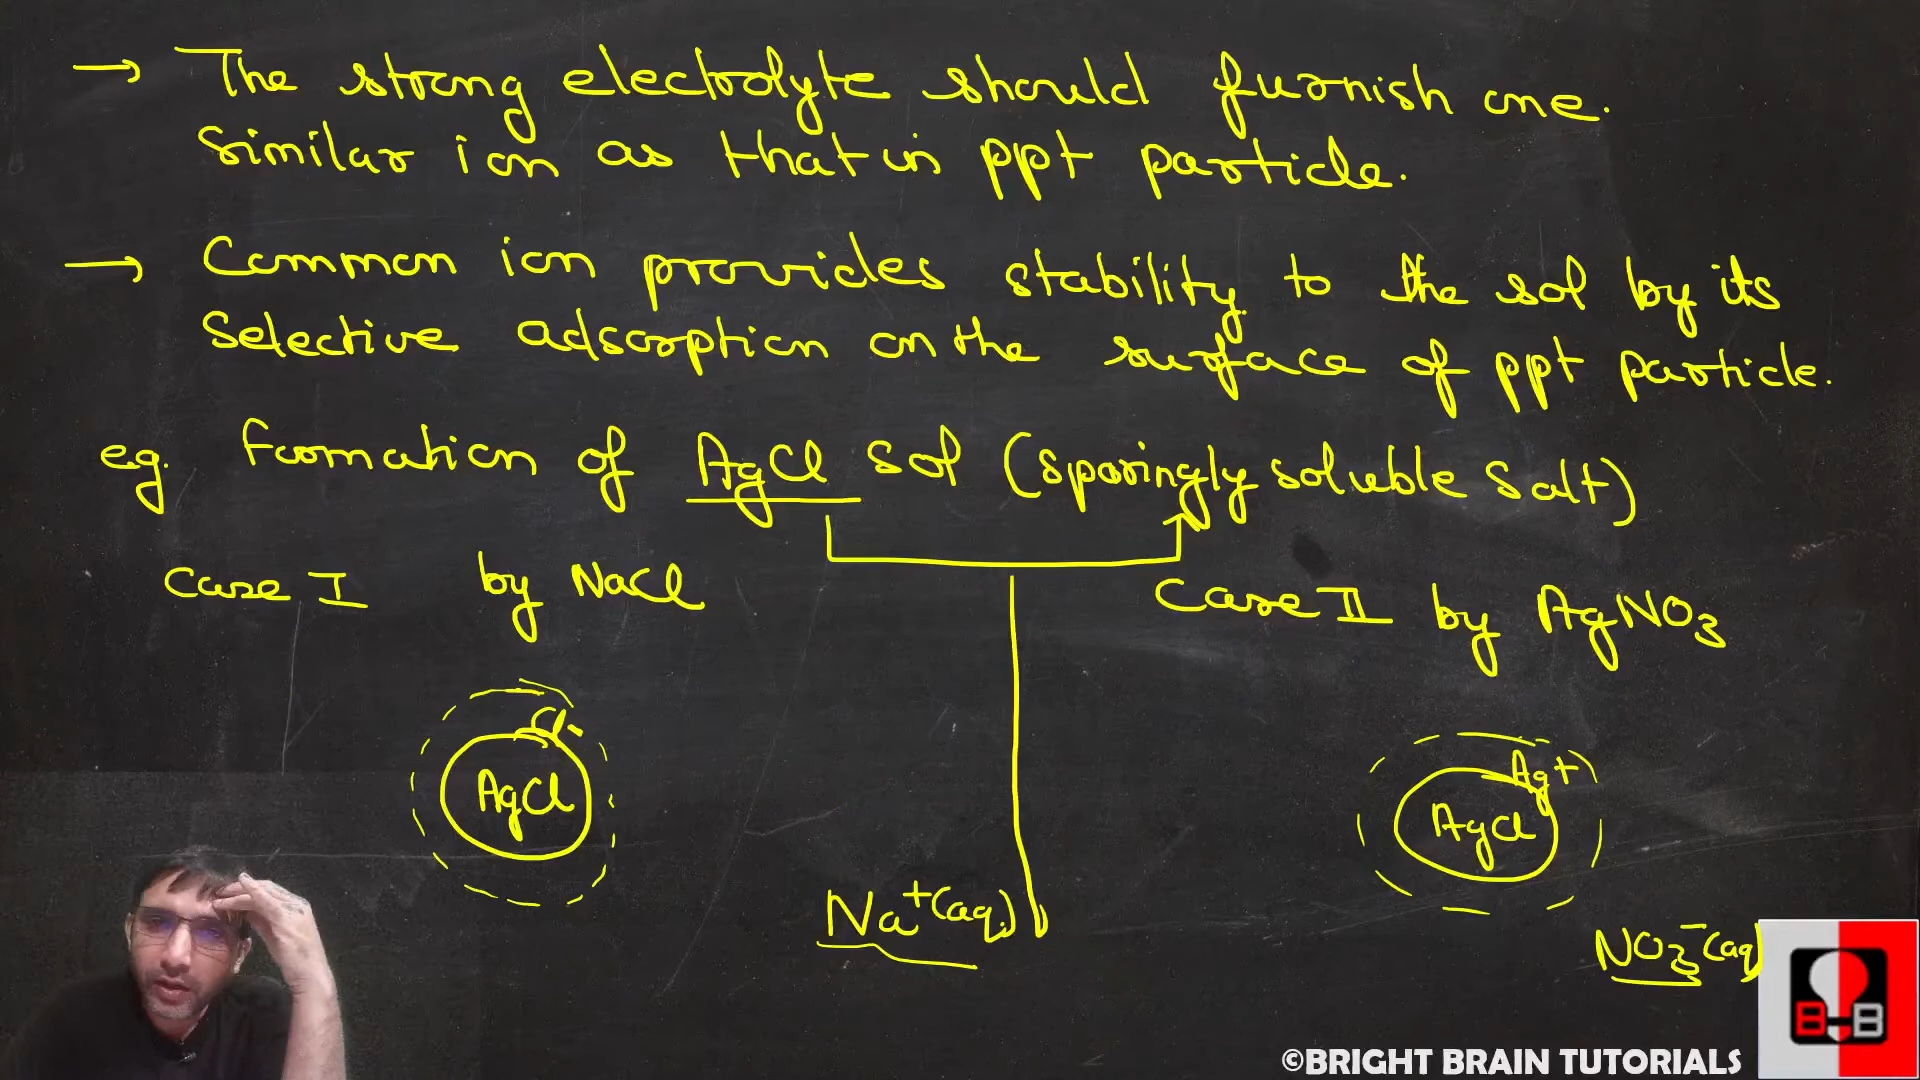 → The strong electrolyte should furnish one.
similar ion as that in ppt particle.
→ Common ion provides stability to the sol by its
selective adsorption on the surface of ppt particle.
eg. Formation of AgCl sol (sparingly soluble salt)
Case I by NaCl
Case II by AgNO3
Cl-
AgCl
Na+(aq.)
Ag+
AgCl
NO3-(aq)
B B
©BRIGHT BRAIN TUTORIALS